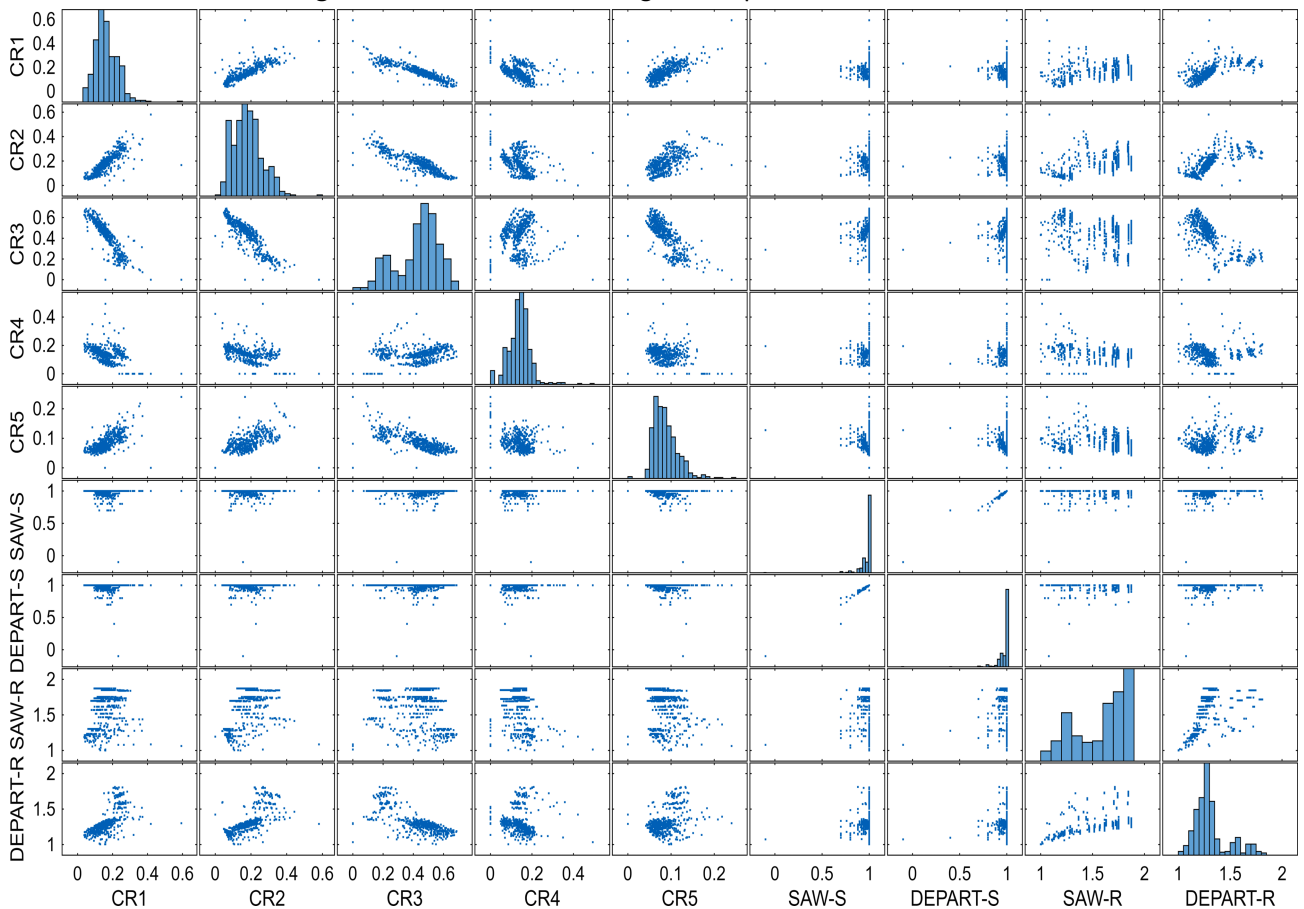 CR1 0.6 0.4 0.2 0
CR2 0.6 0.4 0.2 0
CR3 0.6 0.4 0.2 0
CR4 0.4 0.2 0
CR5 0.2 0.1 0
SAW-S 1 0.5 0
DEPART-S 1 0.5 0
SAW-R 2 1.5 1
DEPART-R 2 1.5 1
0 0.2 0.4 0.6 0 0.2 0.4 0.6 0 0.2 0.4 0.6 0 0.2 0.4 0 0.1 0.2 0 0.5 1 0 0.5 1 1 1.5 2 1 1.5 2
CR1 CR2 CR3 CR4 CR5 SAW-S DEPART-S SAW-R DEPART-R